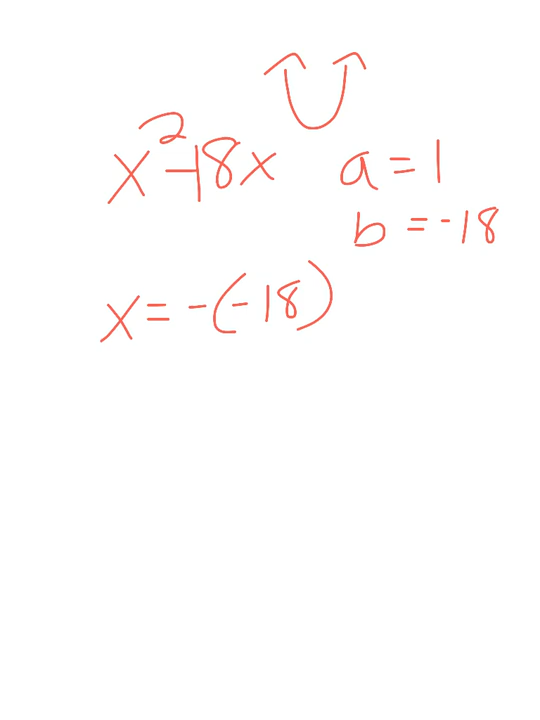 x²-18x
a = 1
b = -18
x = -(-18)